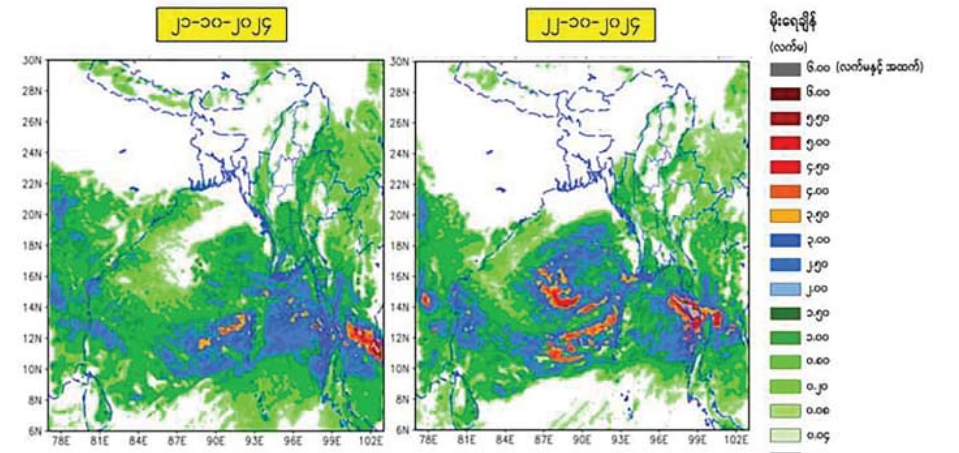 ၂၁-၁၀-၂၀၂၄
၂၂-၁၀-၂၀၂၄
30N
28N
26N
24N
22N
20N
18N
16N
14N
12N
10N
8N
6N
78E 81E 84E 87E 90E 93E 96E 99E 102E
30N
28N
26N
24N
22N
20N
18N
16N
14N
12N
10N
8N
6N
78E 81E 84E 87E 90E 93E 96E 99E 102E
မိုးရေချိန်
(လက်မ)
၆.၀၀ (လက်မနှင့် အထက်)
၆.၀၀
၅.၅၀
၅.၀၀
၄.၅၀
၄.၀၀
၃.၅၀
၃.၀၀
၂.၅၀
၂.၀၀
၁.၅၀
၁.၀၀
၀.၂၀
၀.၀၄